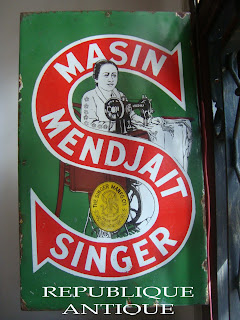 MASIN
MENDJAIT
SINGER
THE SINGER MANFG. CO.
REPUBLIQUE
ANTIQUE